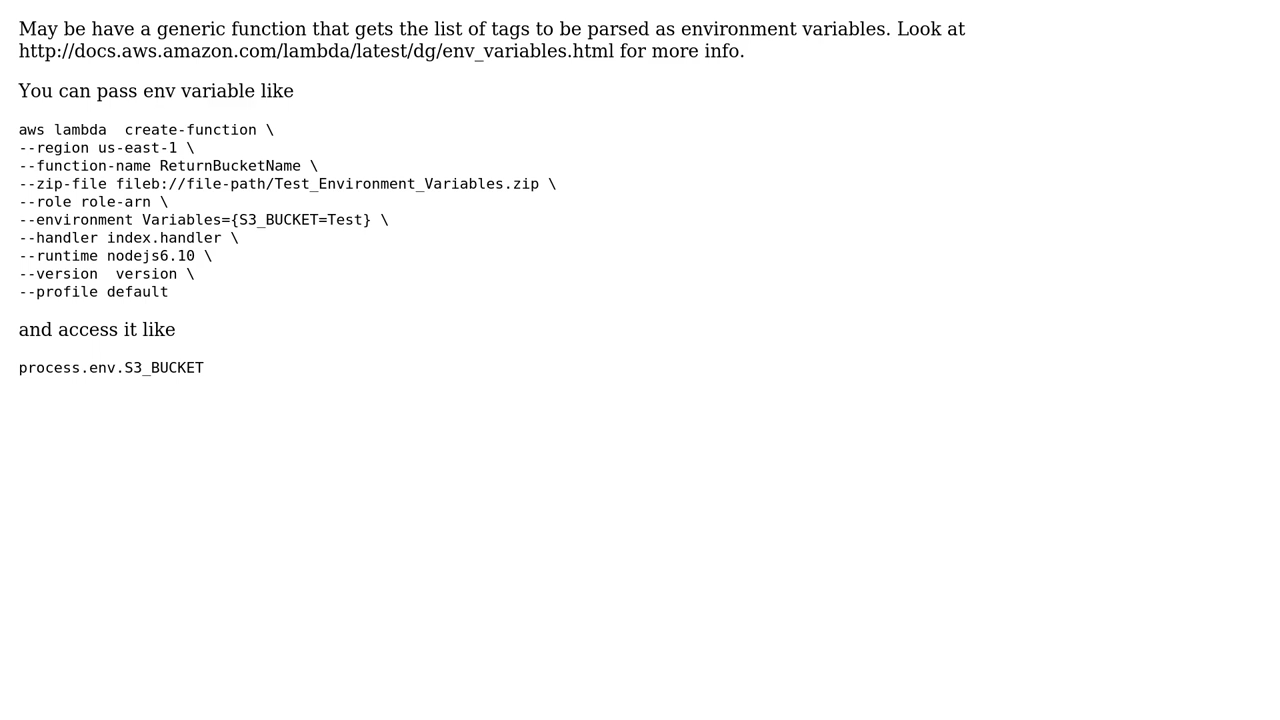 May be have a generic function that gets the list of tags to be parsed as environment variables. Look at
http://docs.aws.amazon.com/lambda/latest/dg/env_variables.html for more info.
You can pass env variable like
aws lambda  create-function \
--region us-east-1 \
--function-name ReturnBucketName \
--zip-file fileb://file-path/Test_Environment_Variables.zip \
--role role-arn \
--environment Variables={S3_BUCKET=Test} \
--handler index.handler \
--runtime nodejs6.10 \
--version  version \
--profile default
and access it like
process.env.S3_BUCKET